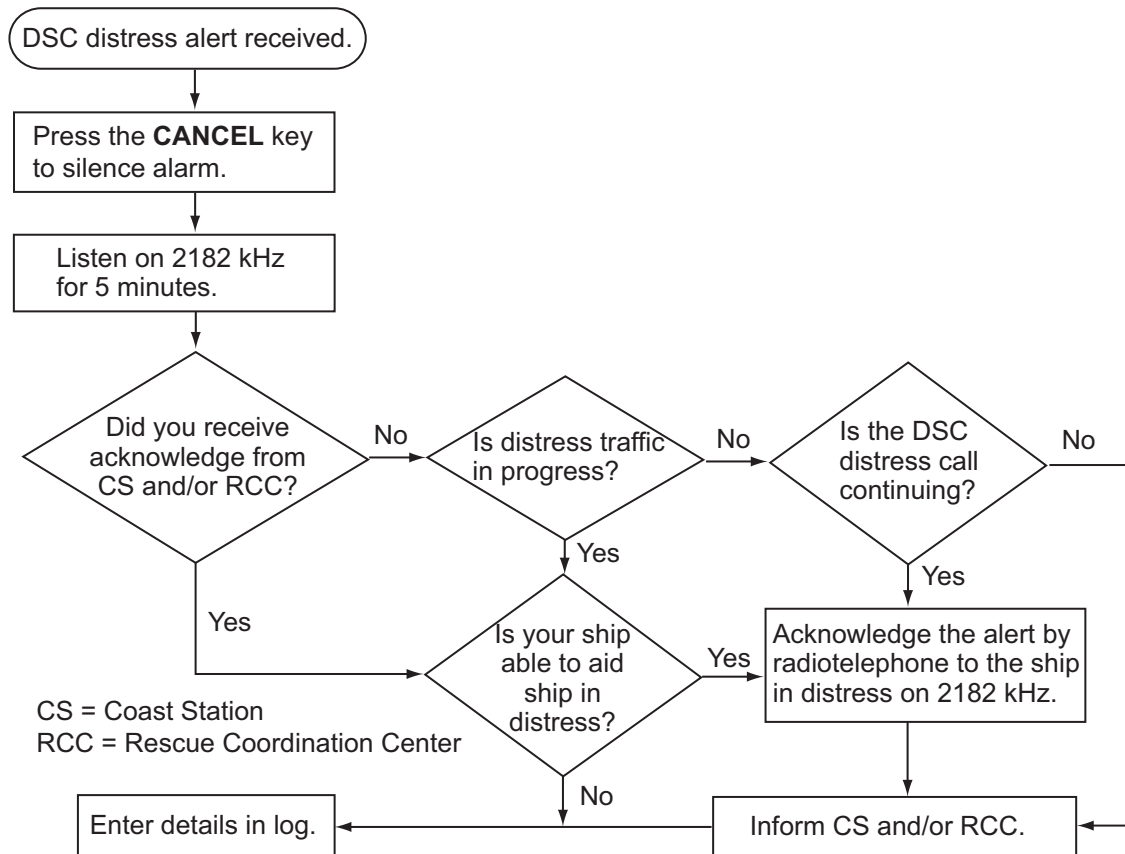 DSC distress alert received.
Press the CANCEL key
to silence alarm.
Listen on 2182 kHz
for 5 minutes.
Did you receive
acknowledge from
CS and/or RCC?
No
Is distress traffic
in progress?
No
Is the DSC
distress call
continuing?
No
Yes
Yes
Yes
Is your ship
able to aid
ship in
distress?
Yes
Acknowledge the alert by
radiotelephone to the ship
in distress on 2182 kHz.
CS = Coast Station
RCC = Rescue Coordination Center
No
Enter details in log.
Inform CS and/or RCC.